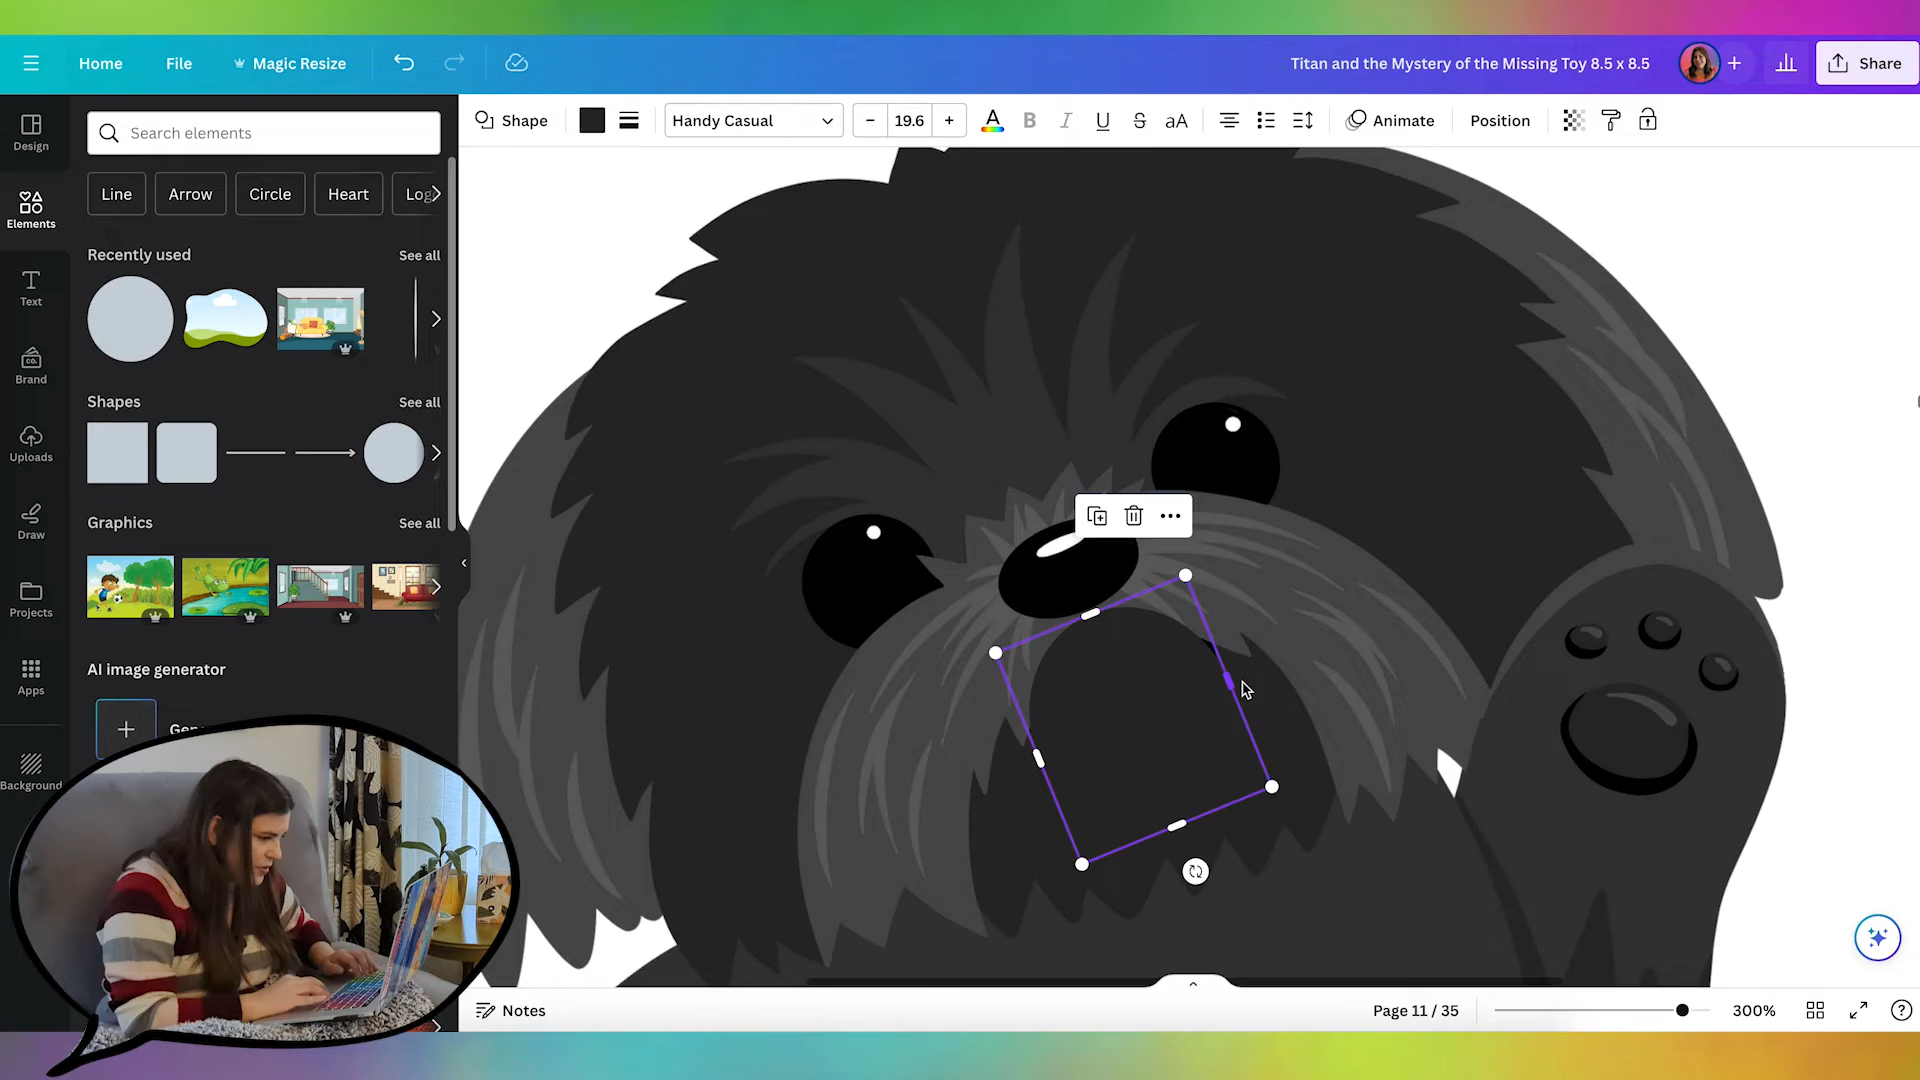 Home
File
Magic Resize
Titan and the Mystery of the Missing Toy 8.5 x 8.5
Share
Design
Elements
Text
Brand
CO.
Uploads
Draw
Projects
Apps
Background
Search elements
Line
Arrow
Circle
Heart
Recently used
See all
Shapes
See all
Graphics
See all
AI image generator
Shape
Handy Casual
19.6
A
B
I
U
S
aA
Animate
Position
Notes
Page 11 / 35
300%